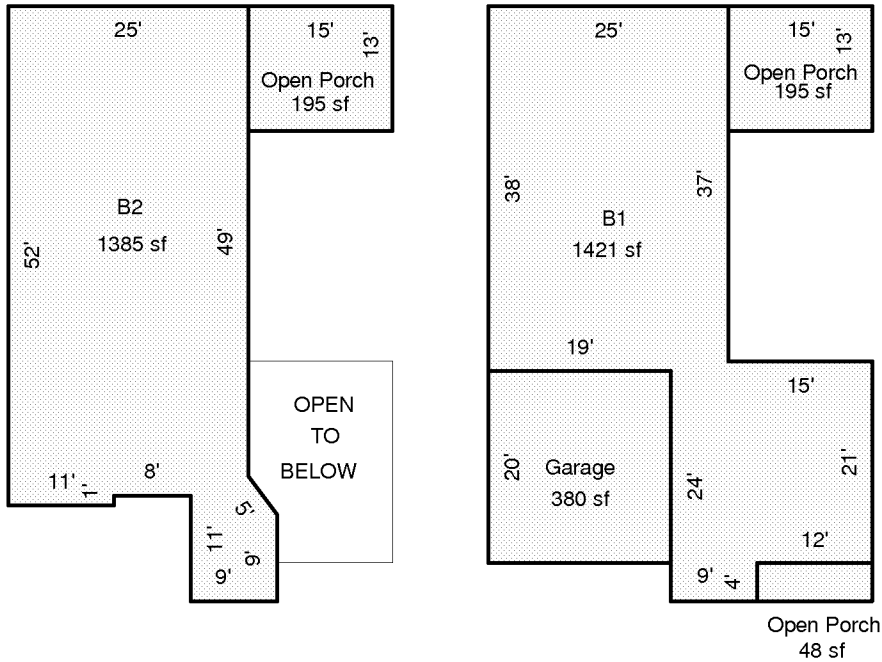 25'
15'
13'
Open Porch
195 sf
B2
1385 sf
52'
49'
OPEN
TO
BELOW
11'
1'
8'
5'
11'
9'
9'
25'
15'
13'
Open Porch
195 sf
38'
37'
B1
1421 sf
19'
15'
20'
Garage
380 sf
24'
21'
12'
9'
4'
Open Porch
48 sf